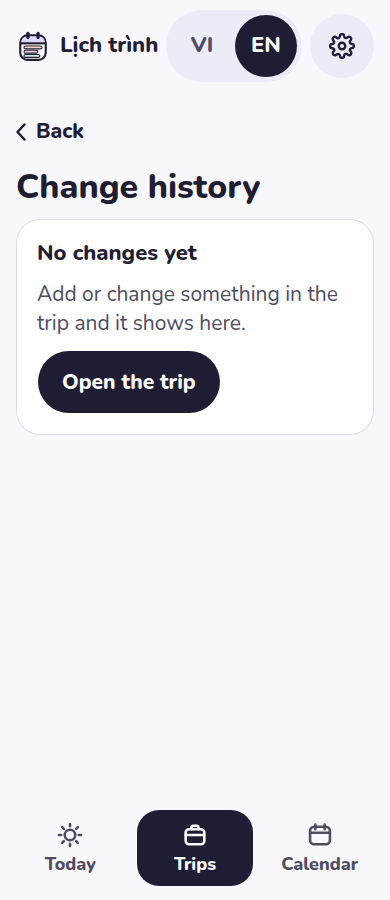 Lịch trình
VI
EN
Back
Change history
No changes yet
Add or change something in the
trip and it shows here.
Open the trip
Today
Trips
Calendar